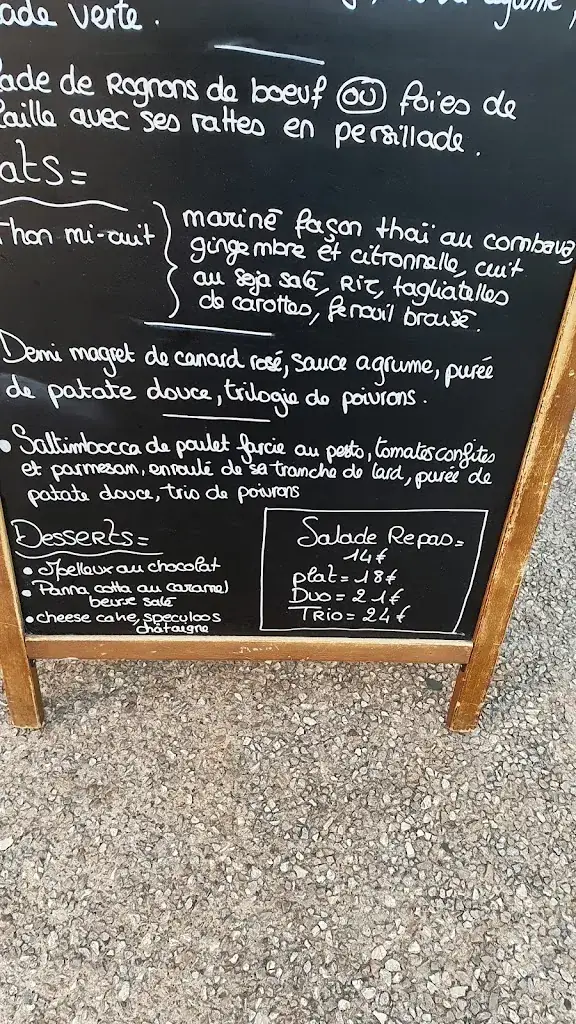 ade verte.
lade de Rognons de boeuf (où) foies de
laille avec ses rattes en persillade.
ats =
Thon mi-cuit } mariné façon thaï au combava,
gingembre et citronnelle, cuit
au soja salé, Riz, tagliatelles
de carottes, fenouil braisé.
Demi magret de canard rosé, sauce agrume, purée
de patate douce, trilogie de poivrons.
• Saltimbocca de poulet farcie au pesto, tomates confites
et parmesan, enroulé de sa tranche de lard, purée de
patate douce, trio de poivrons
Desserts =
• Moelleux au chocolat
• Panna cotta au caramel
beurre salé
• cheese cake, speculoos
châtaigne
Salade Repas =
14€
plat = 18€
Duo = 21€
TRio = 24€